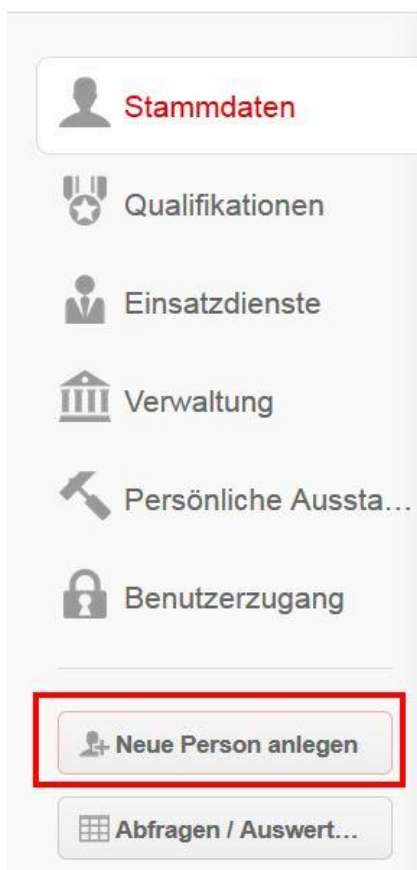 Stammdaten
Qualifikationen
Einsatzdienste
Verwaltung
Persönliche Aussta...
Benutzerzugang
Neue Person anlegen
Abfragen / Auswert...